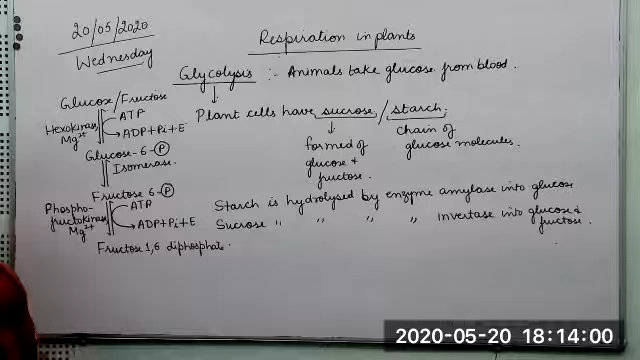 20/05/2020
Wednesday
Respiration in plants
Glycolysis :- Animals take glucose from blood.
Plant cells have sucrose / starch.
formed of glucose & fructose.
chain of glucose molecules.
Starch is hydrolysed by enzyme amylase into glucose
Sucrose " " " " invertase into glucose & fructose.
Glucose/Fructose
Hexokinase
Mg2+
ATP
ADP+Pi+E
Glucose-6-P
Isomerase.
Fructose 6-P
Phospho-
fructokinase
Mg2+
ATP
ADP+Pi+E
Fructose 1,6 diphosphate.
2020-05-20 18:14:00